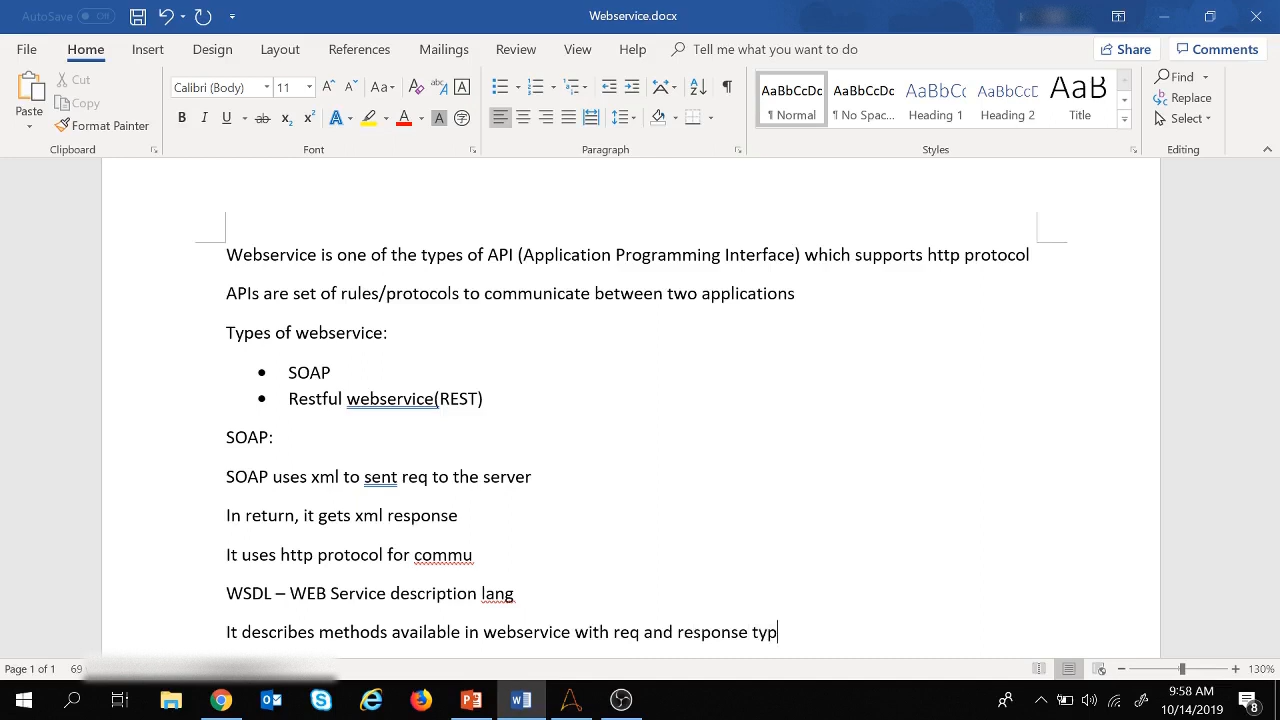 AutoSave Off Webservice.docx
File Home Insert Design Layout References Mailings Review View Help Tell me what you want to do Share Comments
Paste Cut Copy Format Painter Clipboard
Calibri (Body) 11 Font
Paragraph
AaBbCcDc ¶ Normal AaBbCcDc ¶ No Spac... AaBbCc Heading 1 AaBbCcD Heading 2 AaB Title Styles
Find Replace Select Editing
Webservice is one of the types of API (Application Programming Interface) which supports http protocol
APIs are set of rules/protocols to communicate between two applications
Types of webservice:
• SOAP
• Restful webservice(REST)
SOAP:
SOAP uses xml to sent req to the server
In return, it gets xml response
It uses http protocol for commu
WSDL – WEB Service description lang
It describes methods available in webservice with req and response typ
Page 1 of 1 69 130%
9:58 AM
10/14/2019 8